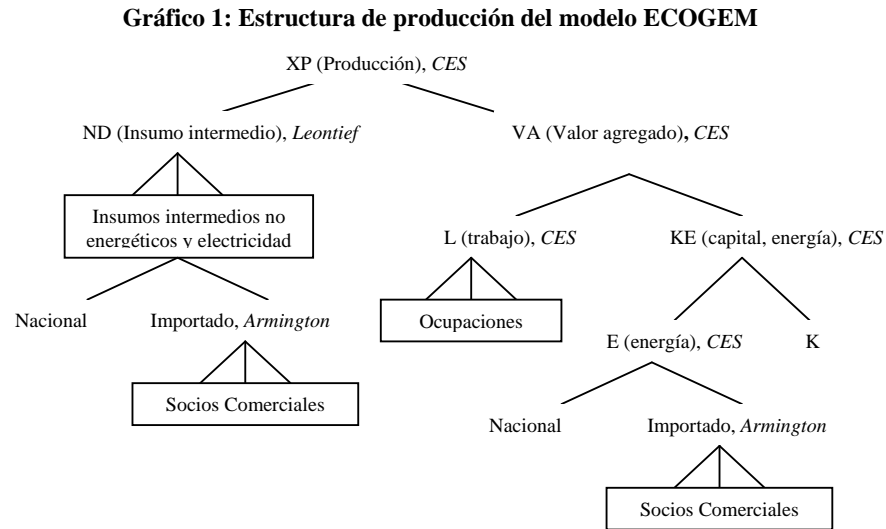 Gráfico 1: Estructura de producción del modelo ECOGEM
XP (Producción), CES
ND (Insumo intermedio), Leontief
VA (Valor agregado), CES
Insumos intermedios no
energéticos y electricidad
L (trabajo), CES
KE (capital, energía), CES
Nacional
Importado, Armington
Ocupaciones
E (energía), CES
K
Socios Comerciales
Nacional
Importado, Armington
Socios Comerciales